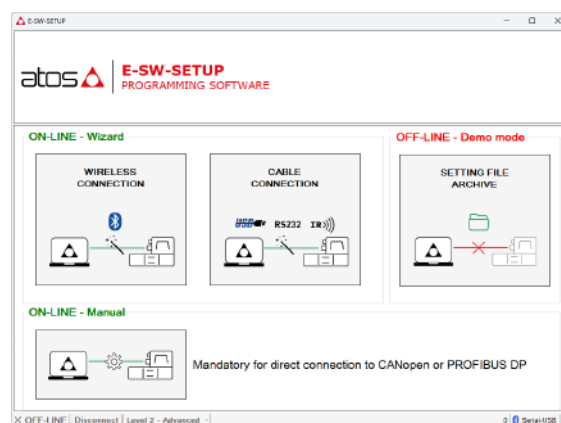 E-SW-SETUP
atos
E-SW-SETUP
PROGRAMMING SOFTWARE
ON-LINE - Wizard
OFF-LINE - Demo mode
WIRELESS
CONNECTION
CABLE
CONNECTION
SETTING FILE
ARCHIVE
USB RS232 IR
ON-LINE - Manual
Mandatory for direct connection to CANopen or PROFIBUS DP
OFF-LINE Disconnect Level 2 - Advanced 0 Serial-USB